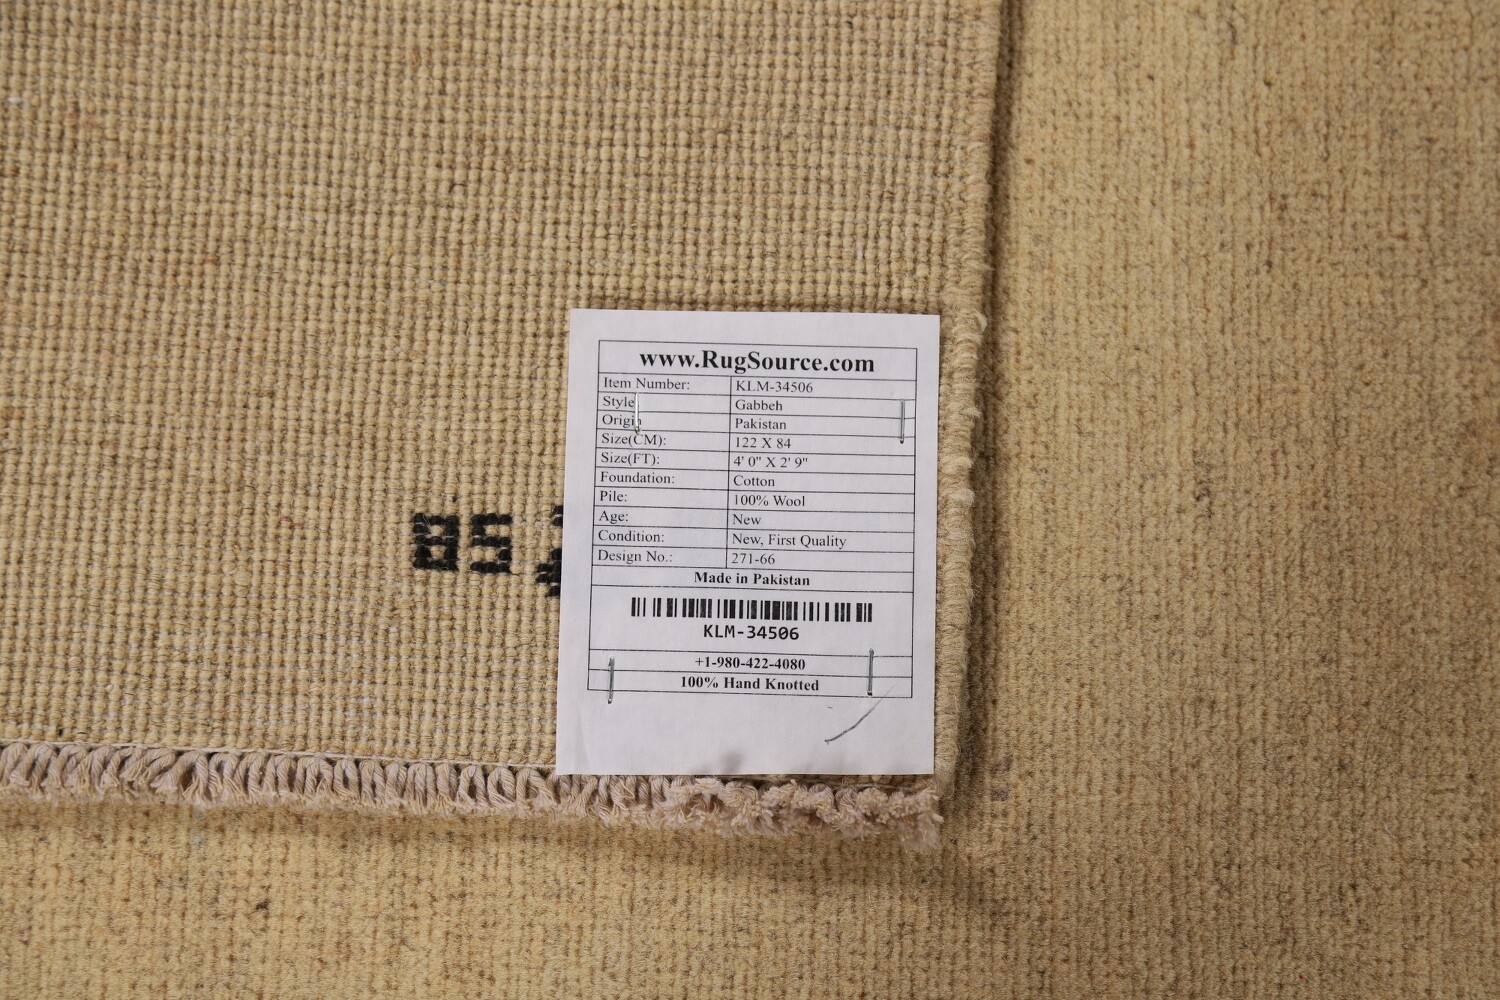 www.RugSource.com
Item Number: KLM-34506
Style Gabbeh
Origin Pakistan
Size(CM): 122 X 84
Size(FT): 4' 0" X 2' 9"
Foundation: Cotton
Pile: 100% Wool
Age: New
Condition: New, First Quality
Design No.: 271-66
Made in Pakistan
KLM-34506
+1-980-422-4080
100% Hand Knotted